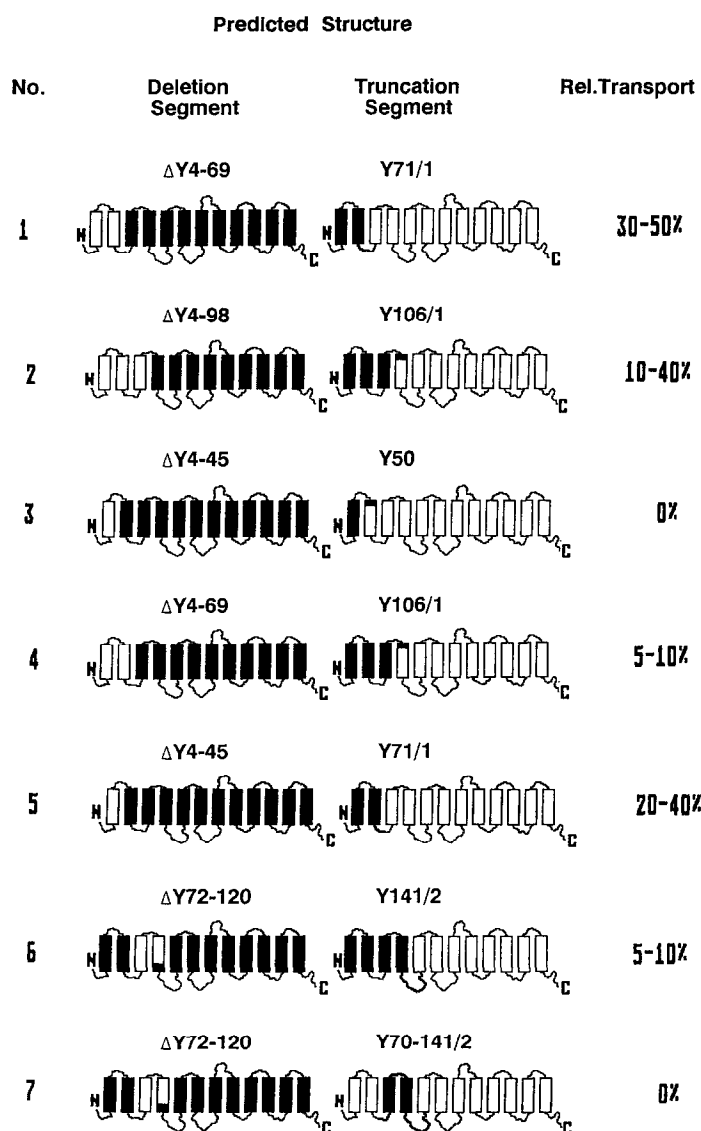 Predicted Structure
No. Deletion Segment Truncation Segment Rel.Transport
ΔY4-69 Y71/1
1 N C N C 30-50%
ΔY4-98 Y106/1
2 N C N C 10-40%
ΔY4-45 Y50
3 N C N C 0%
ΔY4-69 Y106/1
4 N C N C 5-10%
ΔY4-45 Y71/1
5 N C N C 20-40%
ΔY72-120 Y141/2
6 N C N C 5-10%
ΔY72-120 Y70-141/2
7 N C N C 0%